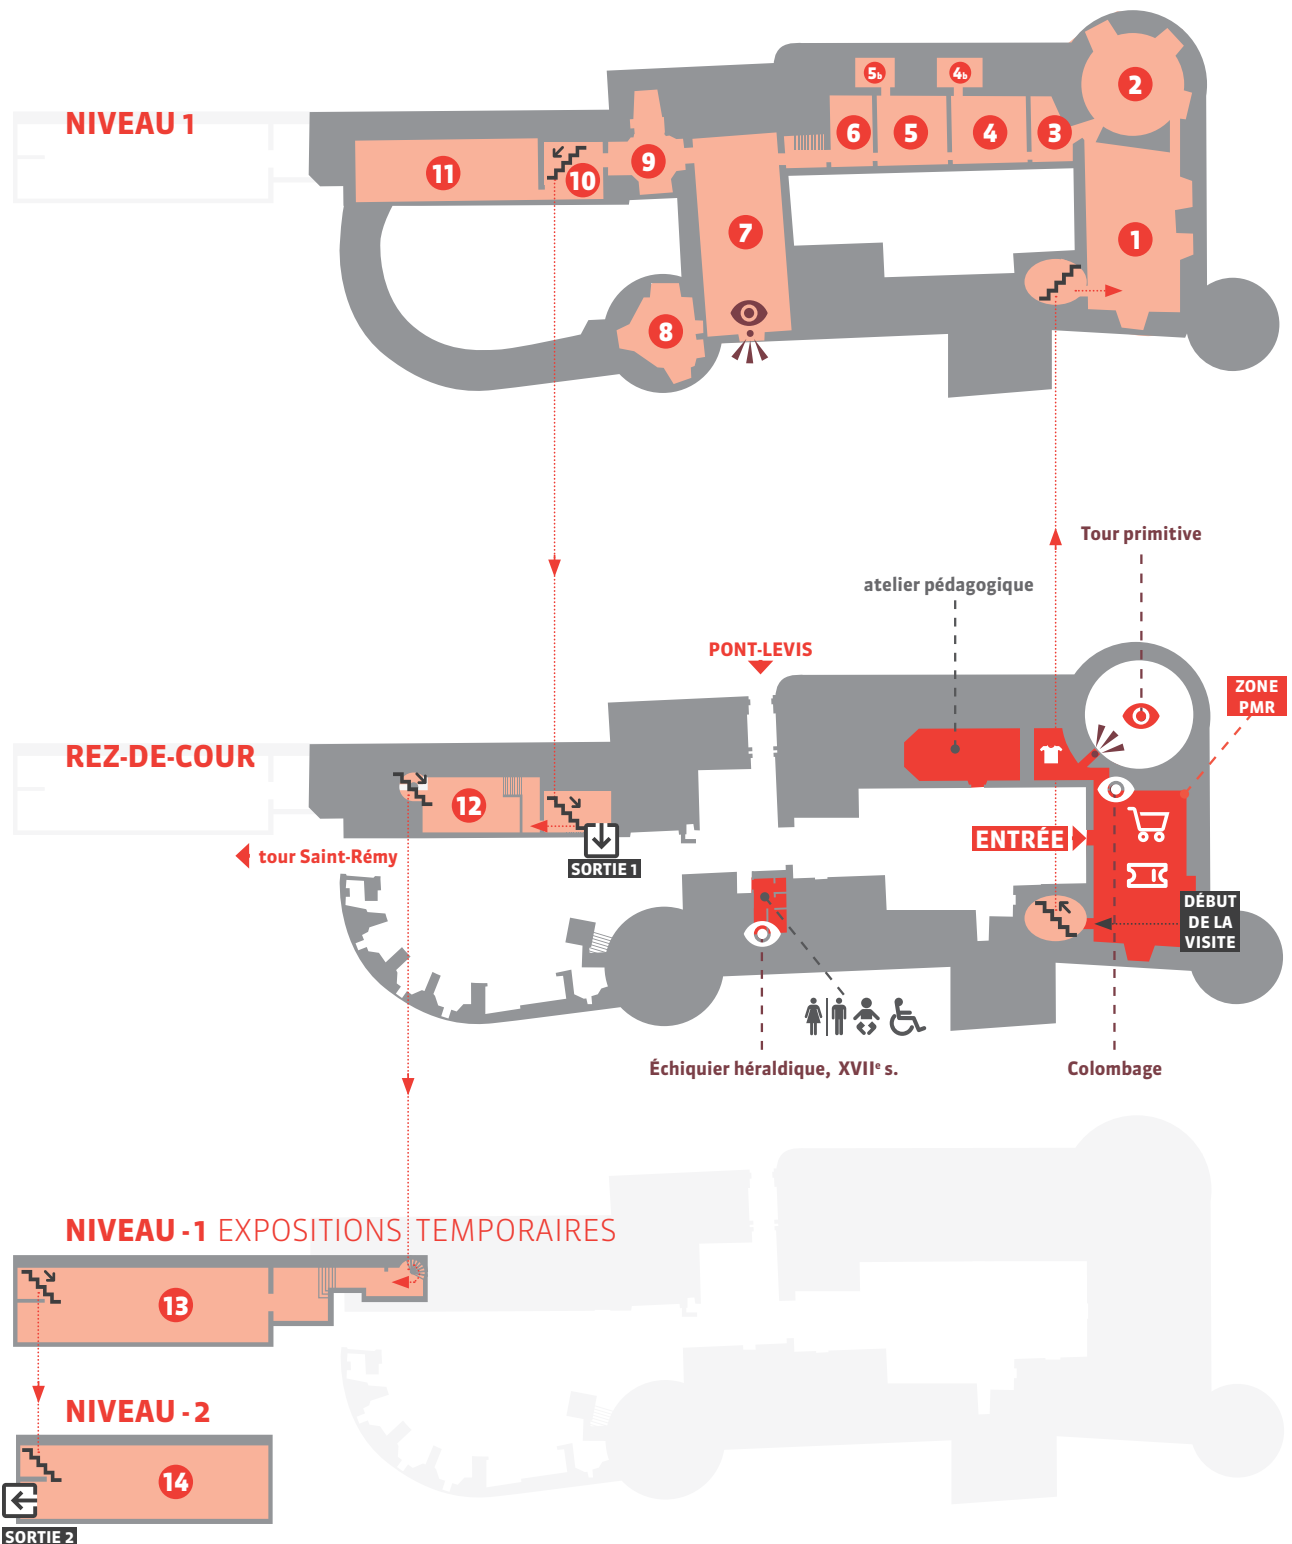 NIVEAU 1
5b
4b
2
6
5
4
3
9
11
10
7
1
8
Tour primitive
atelier pédagogique
PONT-LEVIS
ZONE
PMR
REZ-DE-COUR
12
ENTRÉE
tour Saint-Rémy
SORTIE 1
DÉBUT
DE LA
VISITE
Échiquier héraldique, XVIIe s.
Colombage
NIVEAU - 1 EXPOSITIONS TEMPORAIRES
13
NIVEAU - 2
14
SORTIE 2